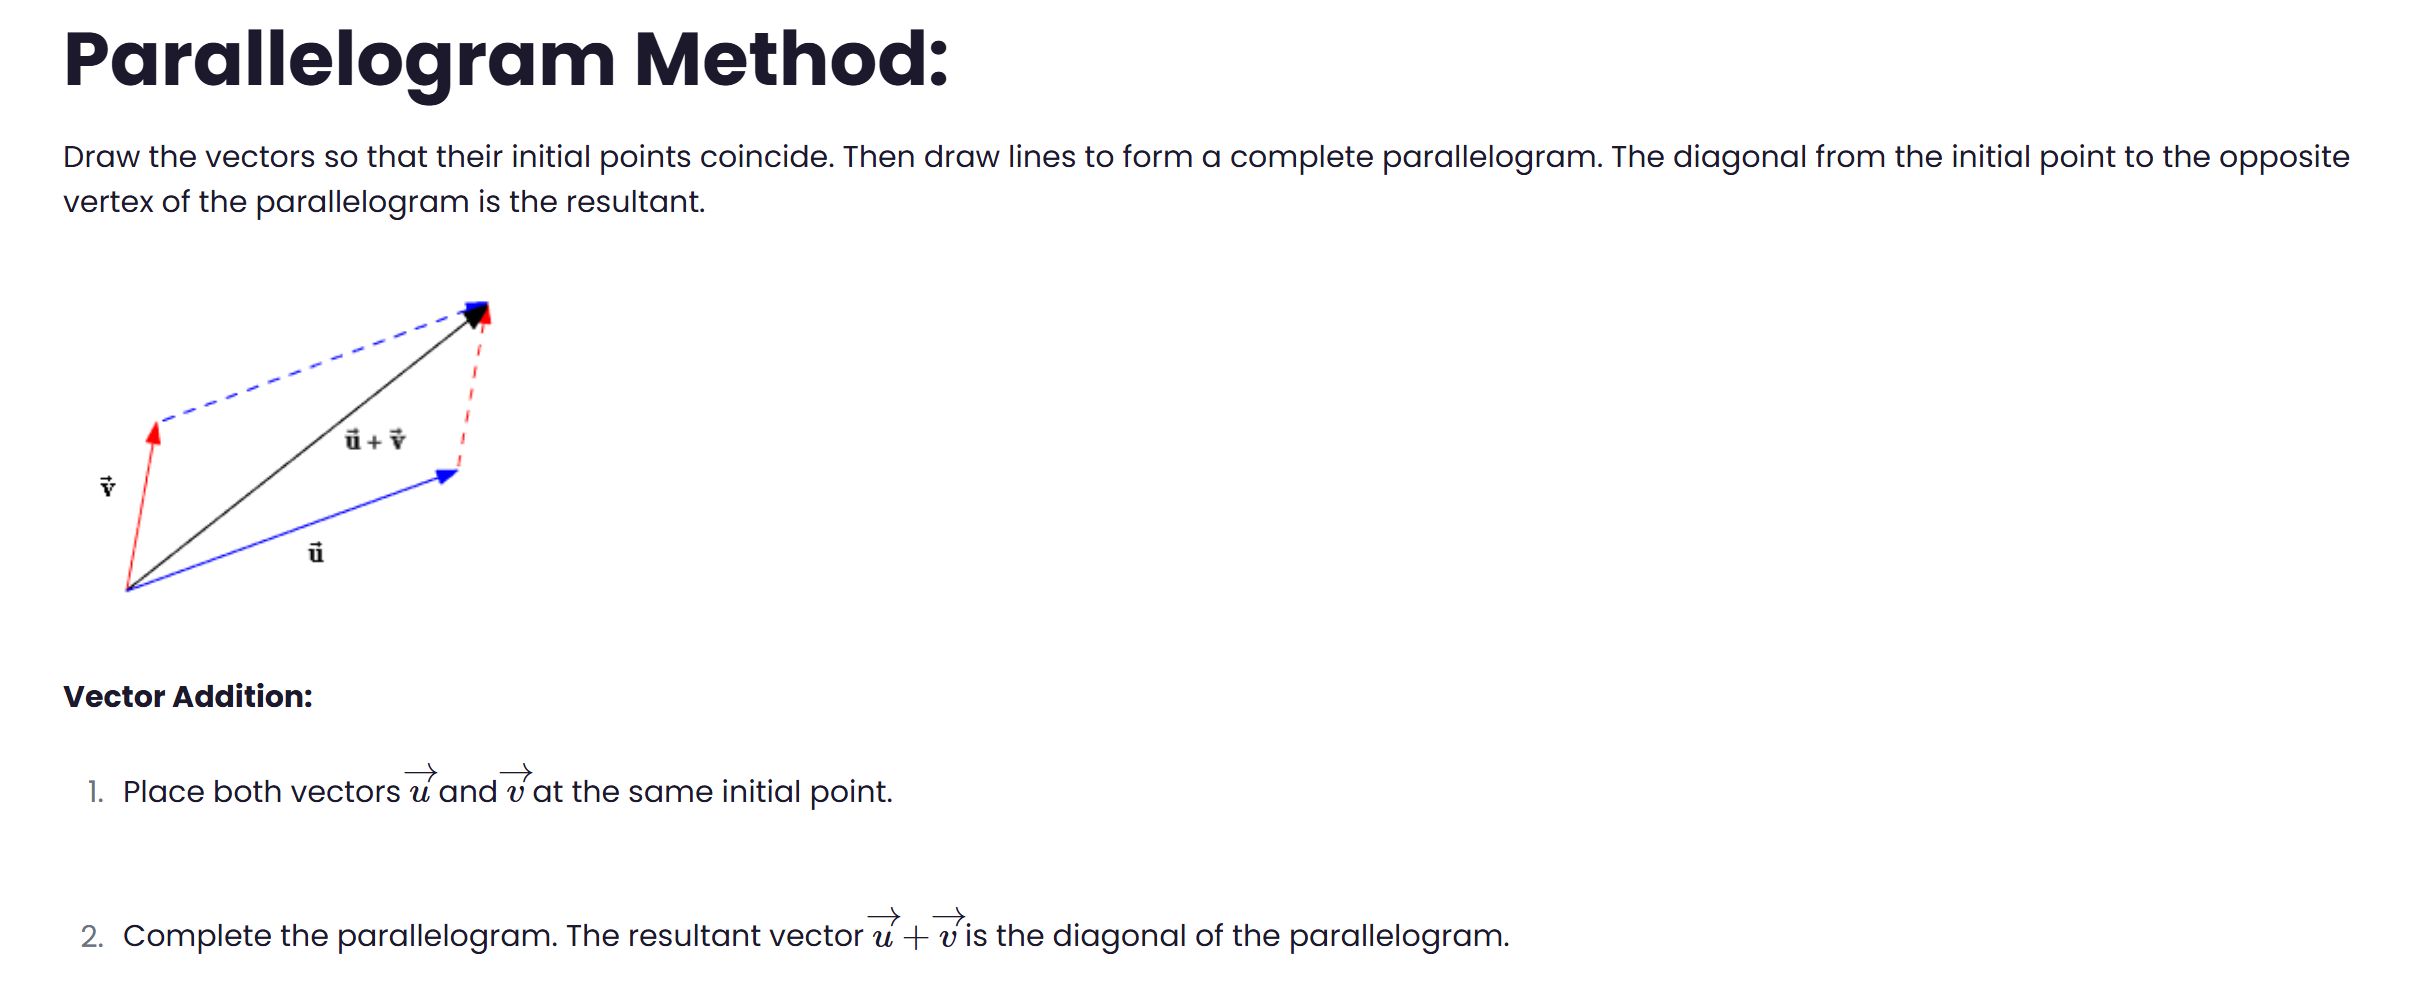 Parallelogram Method:
Draw the vectors so that their initial points coincide. Then draw lines to form a complete parallelogram. The diagonal from the initial point to the opposite
vertex of the parallelogram is the resultant.
u⃗ + v⃗
v⃗
u⃗
Vector Addition:
1. Place both vectors u⃗ and v⃗ at the same initial point.
2. Complete the parallelogram. The resultant vector u⃗ + v⃗ is the diagonal of the parallelogram.